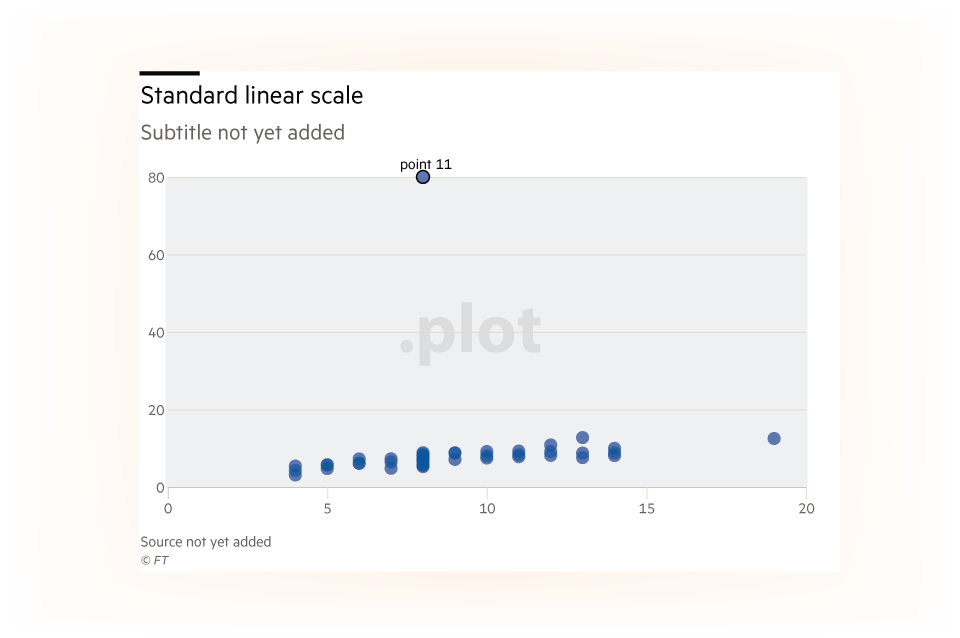 Standard linear scale
Subtitle not yet added
point 11
80
60
.plot
40
20
0
0 5 10 15 20
Source not yet added
© FT